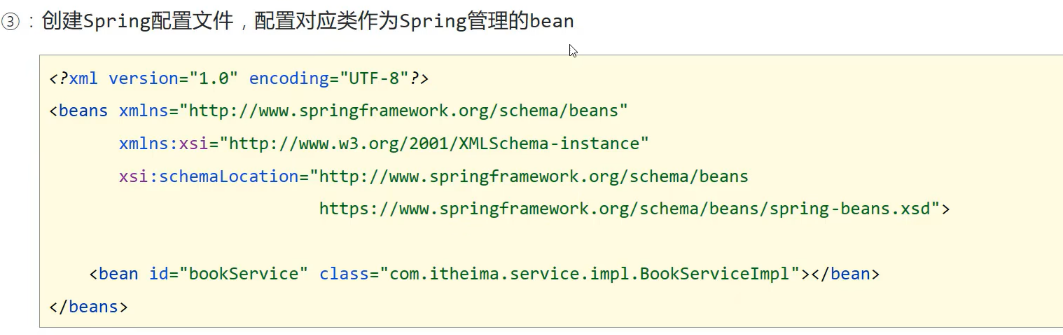 ③：创建Spring配置文件，配置对应类作为Spring管理的bean
<?xml version="1.0" encoding="UTF-8"?>
<beans xmlns="http://www.springframework.org/schema/beans"
xmlns:xsi="http://www.w3.org/2001/XMLSchema-instance"
xsi:schemaLocation="http://www.springframework.org/schema/beans
https://www.springframework.org/schema/beans/spring-beans.xsd">
<bean id="bookService" class="com.itheima.service.impl.BookServiceImpl"></bean>
</beans>